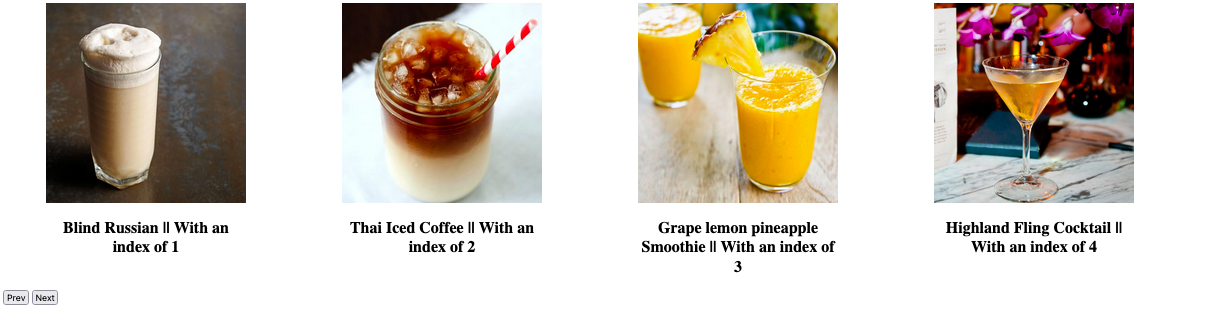 Blind Russian || With an
index of 1
Thai Iced Coffee || With an
index of 2
Grape lemon pineapple
Smoothie || With an index of
3
Highland Fling Cocktail ||
With an index of 4
Prev Next